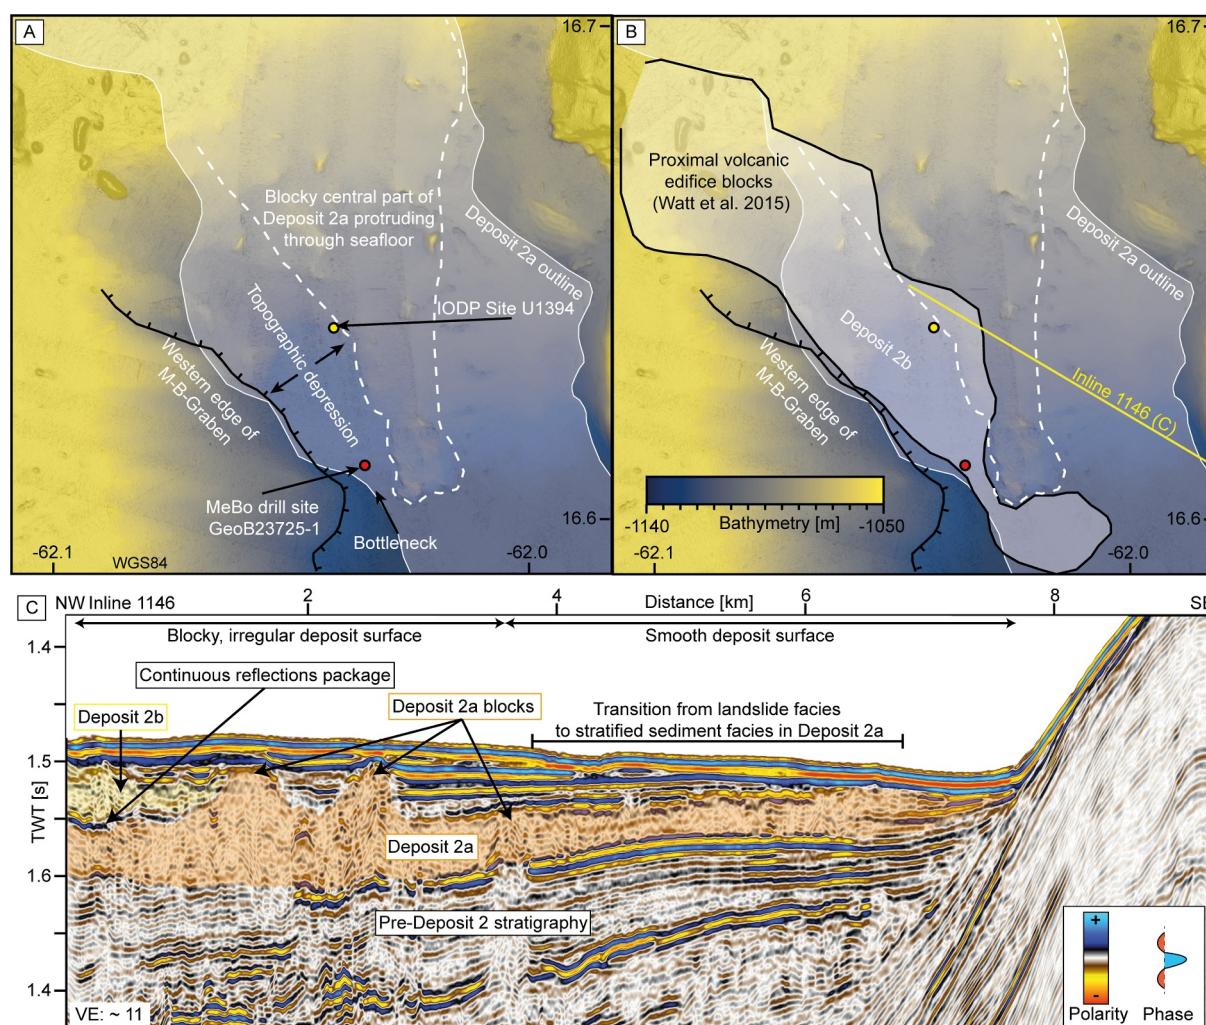 A
16.7
Blocky central part of
Deposit 2a protruding
through seafloor
Deposit 2a outline
IODP Site U1394
Topographic depression
Western edge of
M-B-Graben
MeBo drill site
GeoB23725-1
Bottleneck
16.6
-62.1
WGS84
-62.0
B
16.7
Proximal volcanic
edifice blocks
(Watt et al. 2015)
Deposit 2a outline
Deposit 2b
Western edge of
M-B-Graben
Inline 1146 (C)
-1140
Bathymetry [m]
-1050
16.6
-62.1
-62.0
C
NW Inline 1146
2
4
Distance [km]
6
8
SE
Blocky, irregular deposit surface
Smooth deposit surface
1.4
Continuous reflections package
Deposit 2b
Deposit 2a blocks
Transition from landslide facies
to stratified sediment facies in Deposit 2a
1.5
TWT [s]
Deposit 2a
1.6
Pre-Deposit 2 stratigraphy
1.4
VE: ~ 11
+
-
Polarity
Phase